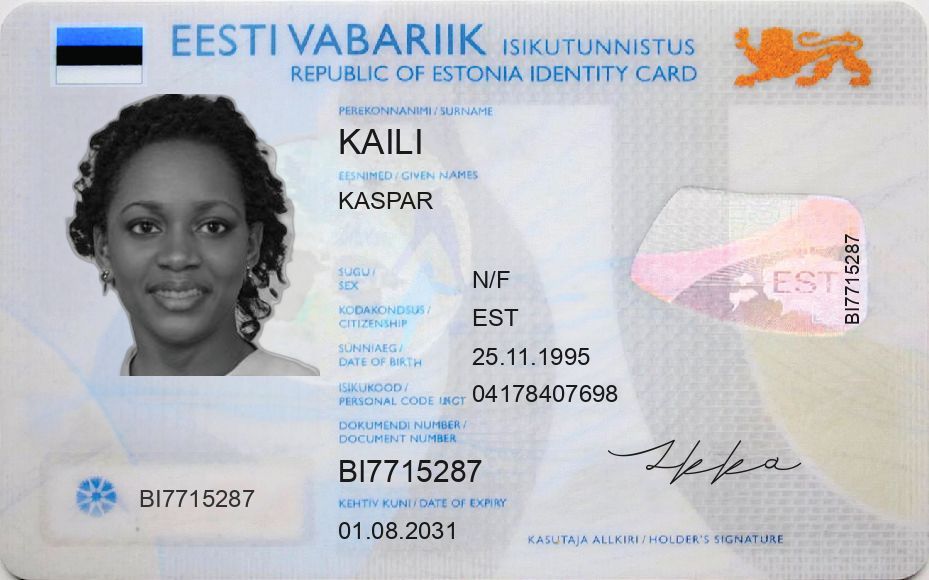 EESTI VABARIIK ISIKUTUNNISTUS
REPUBLIC OF ESTONIA IDENTITY CARD
PEREKONNANIMI / SURNAME
KAILI
EESNIMED / GIVEN NAMES
KASPAR
SUGU /
SEX
N/F
KODAKONDSUS /
CITIZENSHIP
EST
SÜNNIAEG /
DATE OF BIRTH
25.11.1995
ISIKUKOOD /
PERSONAL CODE
04178407698
DOKUMENDI NUMBER /
DOCUMENT NUMBER
BI7715287
KEHTIV KUNI / DATE OF EXPIRY
01.08.2031
BI7715287
EST
BI7715287
KASUTAJA ALLKIRI / HOLDER'S SIGNATURE